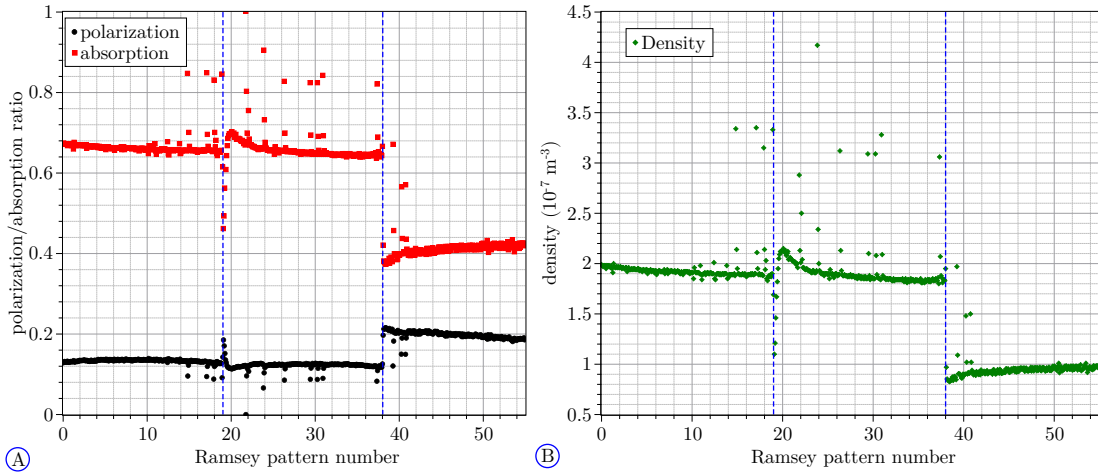 polarization
absorption
polarization/absorption ratio
1
0.8
0.6
0.4
0.2
0
0 10 20 30 40 50
Ramsey pattern number
A
Density
density (10⁻⁷ m⁻³)
4.5
4
3.5
3
2.5
2
1.5
1
0.5
0 10 20 30 40 50
Ramsey pattern number
B